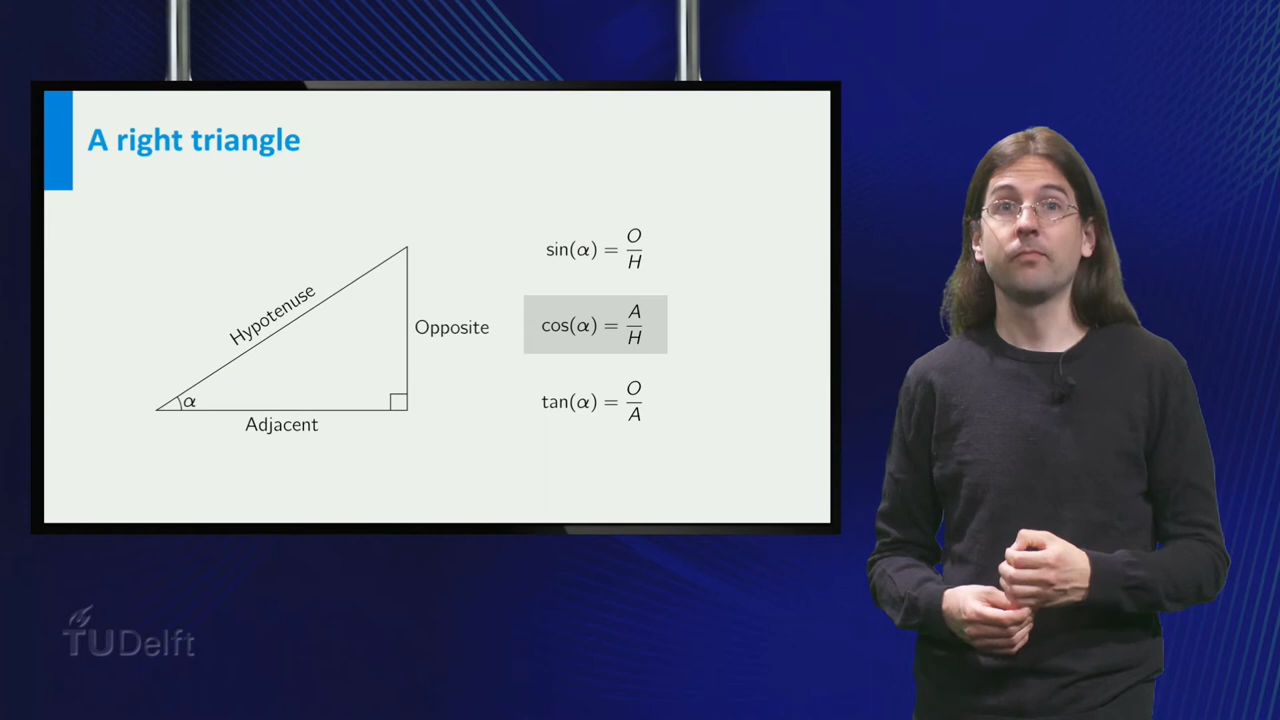 A right triangle
Hypotenuse
Opposite
α
Adjacent
sin(α) = O/H
cos(α) = A/H
tan(α) = O/A
TUDelft